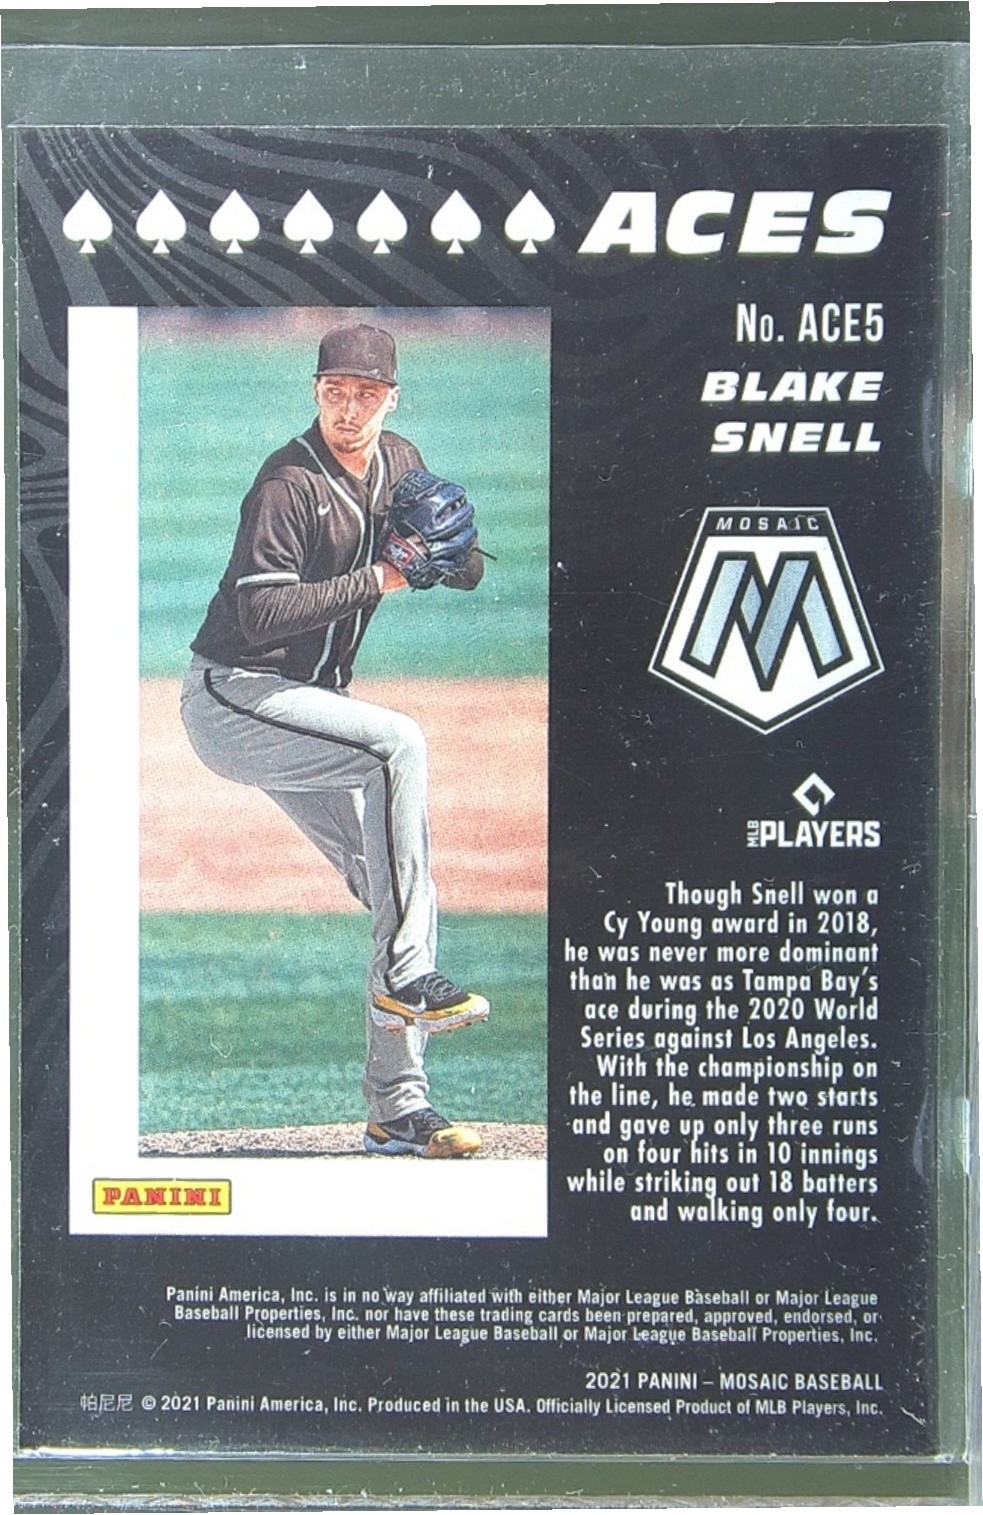 ACES
No. ACE5
BLAKE
SNELL
MOSAIC
M
MLB PLAYERS
Though Snell won a
Cy Young award in 2018,
he was never more dominant
than he was as Tampa Bay's
ace during the 2020 World
Series against Los Angeles.
With the championship on
the line, he made two starts
and gave up only three runs
on four hits in 10 innings
while striking out 18 batters
and walking only four.
PANINI
Panini America, Inc. is in no way affiliated with either Major League Baseball or Major League
Baseball Properties, Inc. nor have these trading cards been prepared, approved, endorsed, or
licensed by either Major League Baseball or Major League Baseball Properties, Inc.
2021 PANINI – MOSAIC BASEBALL
帕尼尼 © 2021 Panini America, Inc. Produced in the USA. Officially Licensed Product of MLB Players, Inc.